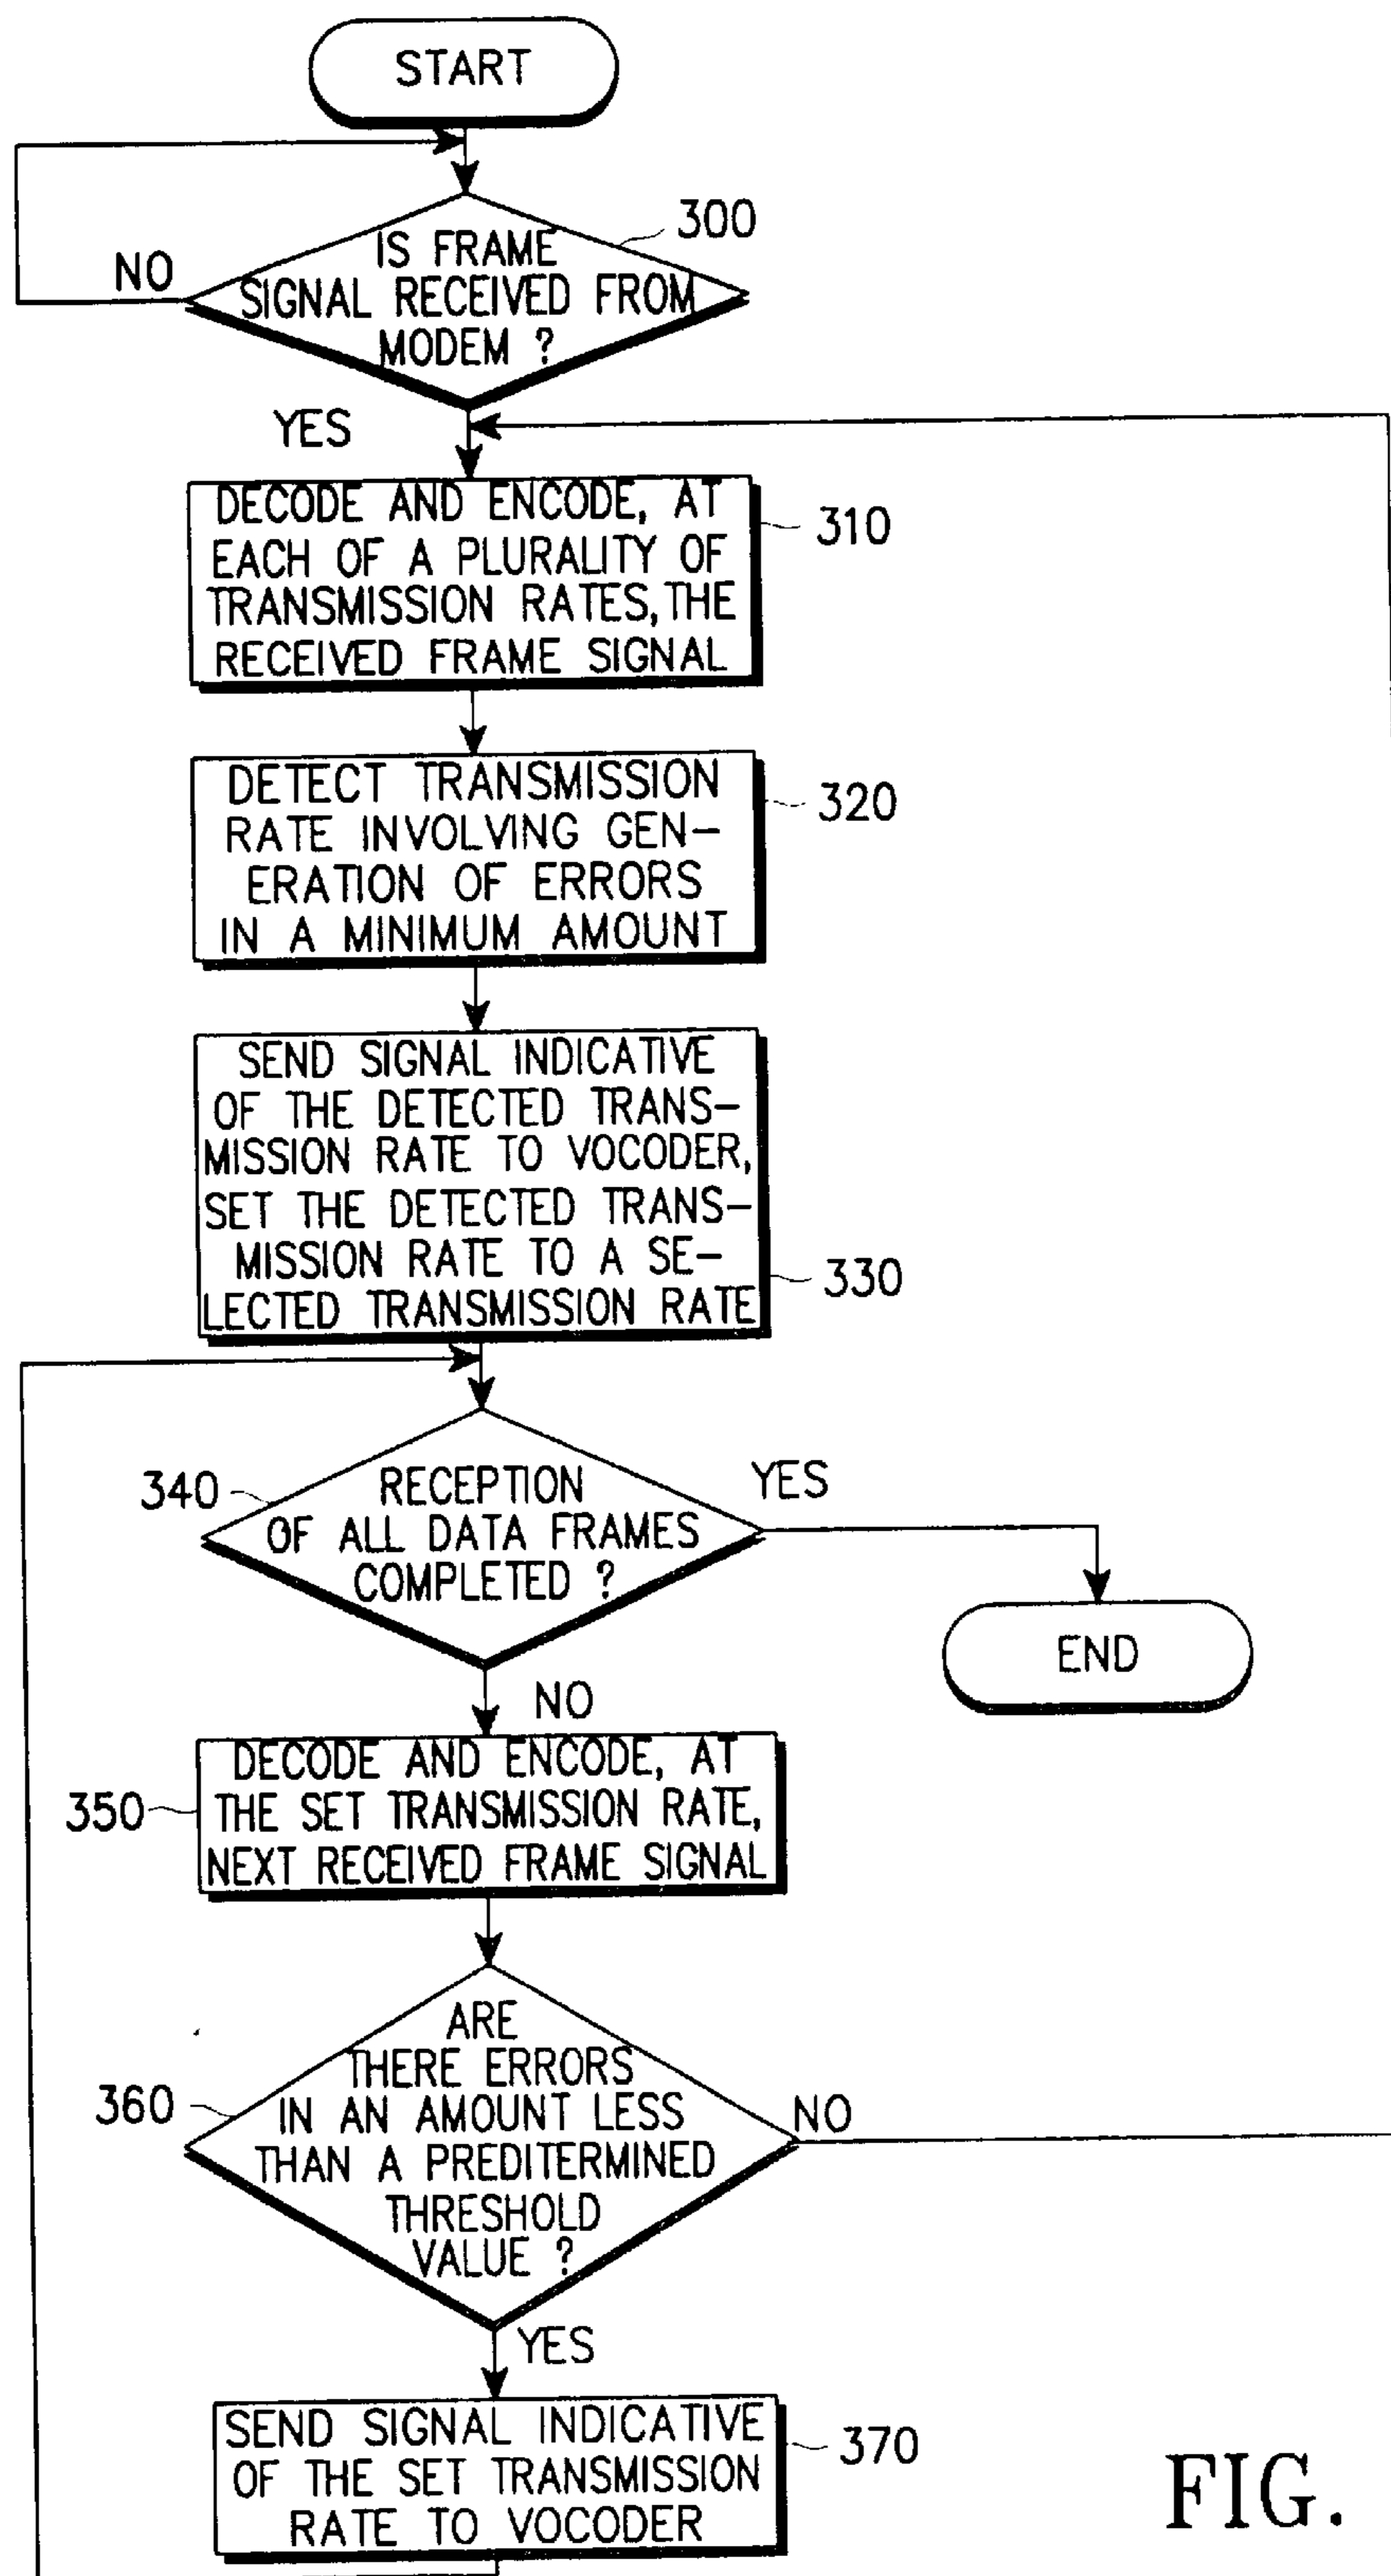 START
300
IS FRAME
SIGNAL RECEIVED FROM
MODEM ?
NO
YES
DECODE AND ENCODE, AT
EACH OF A PLURALITY OF
TRANSMISSION RATES, THE
RECEIVED FRAME SIGNAL
310
DETECT TRANSMISSION
RATE INVOLVING GEN-
ERATION OF ERRORS
IN A MINIMUM AMOUNT
320
SEND SIGNAL INDICATIVE
OF THE DETECTED TRANS-
MISSION RATE TO VOCODER,
SET THE DETECTED TRANS-
MISSION RATE TO A SE-
LECTED TRANSMISSION RATE
330
340
RECEPTION
OF ALL DATA FRAMES
COMPLETED ?
YES
END
NO
DECODE AND ENCODE, AT
THE SET TRANSMISSION RATE,
NEXT RECEIVED FRAME SIGNAL
350
360
ARE
THERE ERRORS
IN AN AMOUNT LESS
THAN A PREDITERMINED
THRESHOLD
VALUE ?
NO
YES
SEND SIGNAL INDICATIVE
OF THE SET TRANSMISSION
RATE TO VOCODER
370
FIG.